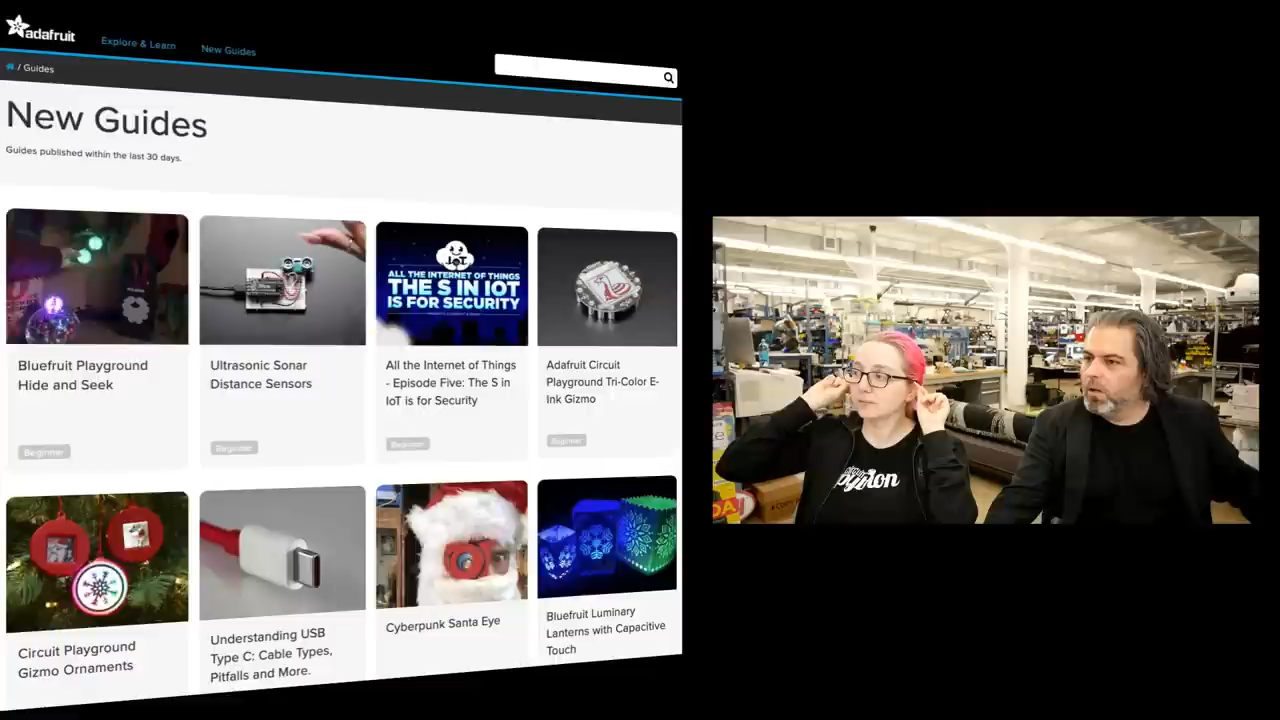 adafruit
Explore & Learn
New Guides
/ Guides
New Guides
Guides published within the last 30 days.
IoT
ALL THE INTERNET OF THINGS
THE S IN IOT
IS FOR SECURITY
Bluefruit Playground
Hide and Seek
Beginner
Ultrasonic Sonar
Distance Sensors
Beginner
All the Internet of Things
- Episode Five: The S in
IoT is for Security
Beginner
Adafruit Circuit
Playground Tri-Color E-
Ink Gizmo
Beginner
Circuit Playground
Gizmo Ornaments
Understanding USB
Type C: Cable Types,
Pitfalls and More.
Cyberpunk Santa Eye
Bluefruit Luminary
Lanterns with Capacitive
Touch